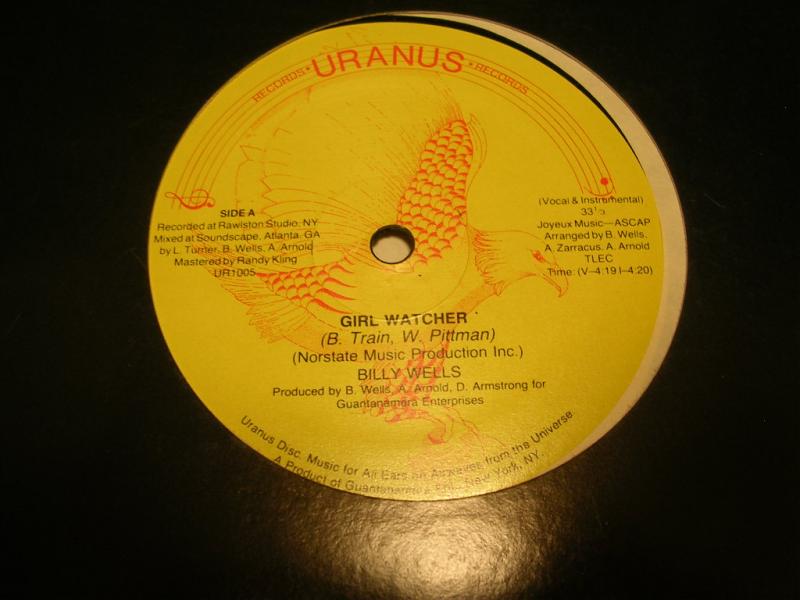 RECORDS • URANUS • RECORDS
SIDE A
Recorded at Rawlston Studio, NY
Mixed at Soundscape, Atlanta, GA
by L. Turner, B. Wells, A. Arnold
Mastered by Randy Kling
UR1005
(Vocal & Instrumental)
33⅓
Joyeux Music—ASCAP
Arranged by B. Wells,
A. Zarracus, A. Arnold
TLEC
Time: (V–4:19 I–4:20)
GIRL WATCHER
(B. Train, W. Pittman)
(Norstate Music Production Inc.)
BILLY WELLS
Produced by B. Wells, A. Arnold, D. Armstrong for
Guantanamera Enterprises
Uranus Disc. Music for All Ears on Airwaves from the Universe
A Product of Guantanamera Ent., New York, NY.